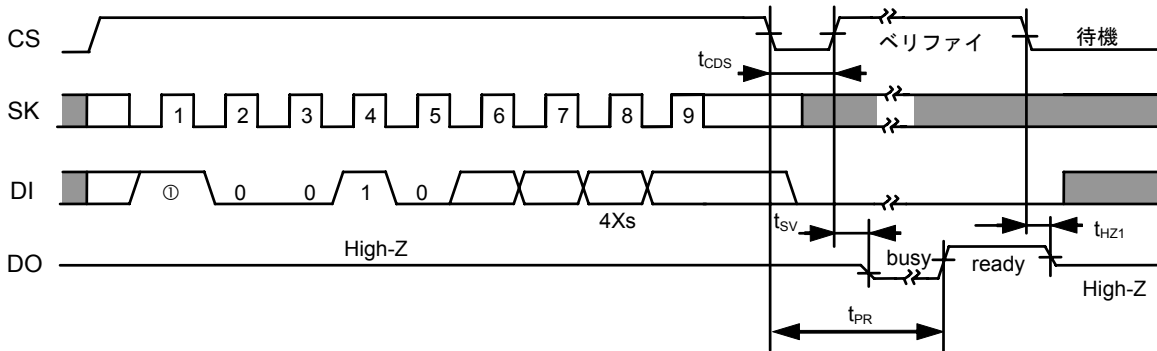 CS
ベリファイ
待機
tCDS
SK
1 2 3 4 5 6 7 8 9
DI
① 0 0 1 0
4Xs
tSV
tHZ1
DO
High-Z
busy
ready
High-Z
tPR